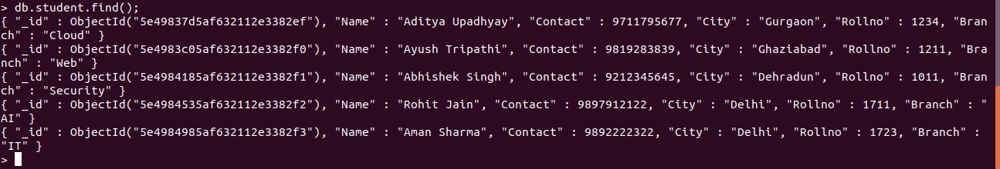 > db.student.find();
{ "_id" : ObjectId("5e49837d5af632112e3382ef"), "Name" : "Aditya Upadhyay", "Contact" : 9711795677, "City" : "Gurgaon", "Rollno" : 1234, "Bran
ch" : "Cloud" }
{ "_id" : ObjectId("5e4983c05af632112e3382f0"), "Name" : "Ayush Tripathi", "Contact" : 9819283839, "City" : "Ghaziabad", "Rollno" : 1211, "Bra
nch" : "Web" }
{ "_id" : ObjectId("5e4984185af632112e3382f1"), "Name" : "Abhishek Singh", "Contact" : 9212345645, "City" : "Dehradun", "Rollno" : 1011, "Bran
ch" : "Security" }
{ "_id" : ObjectId("5e4984535af632112e3382f2"), "Name" : "Rohit Jain", "Contact" : 9897912122, "City" : "Delhi", "Rollno" : 1711, "Branch" : "
AI" }
{ "_id" : ObjectId("5e4984985af632112e3382f3"), "Name" : "Aman Sharma", "Contact" : 9892222322, "City" : "Delhi", "Rollno" : 1723, "Branch" :
"IT" }
>